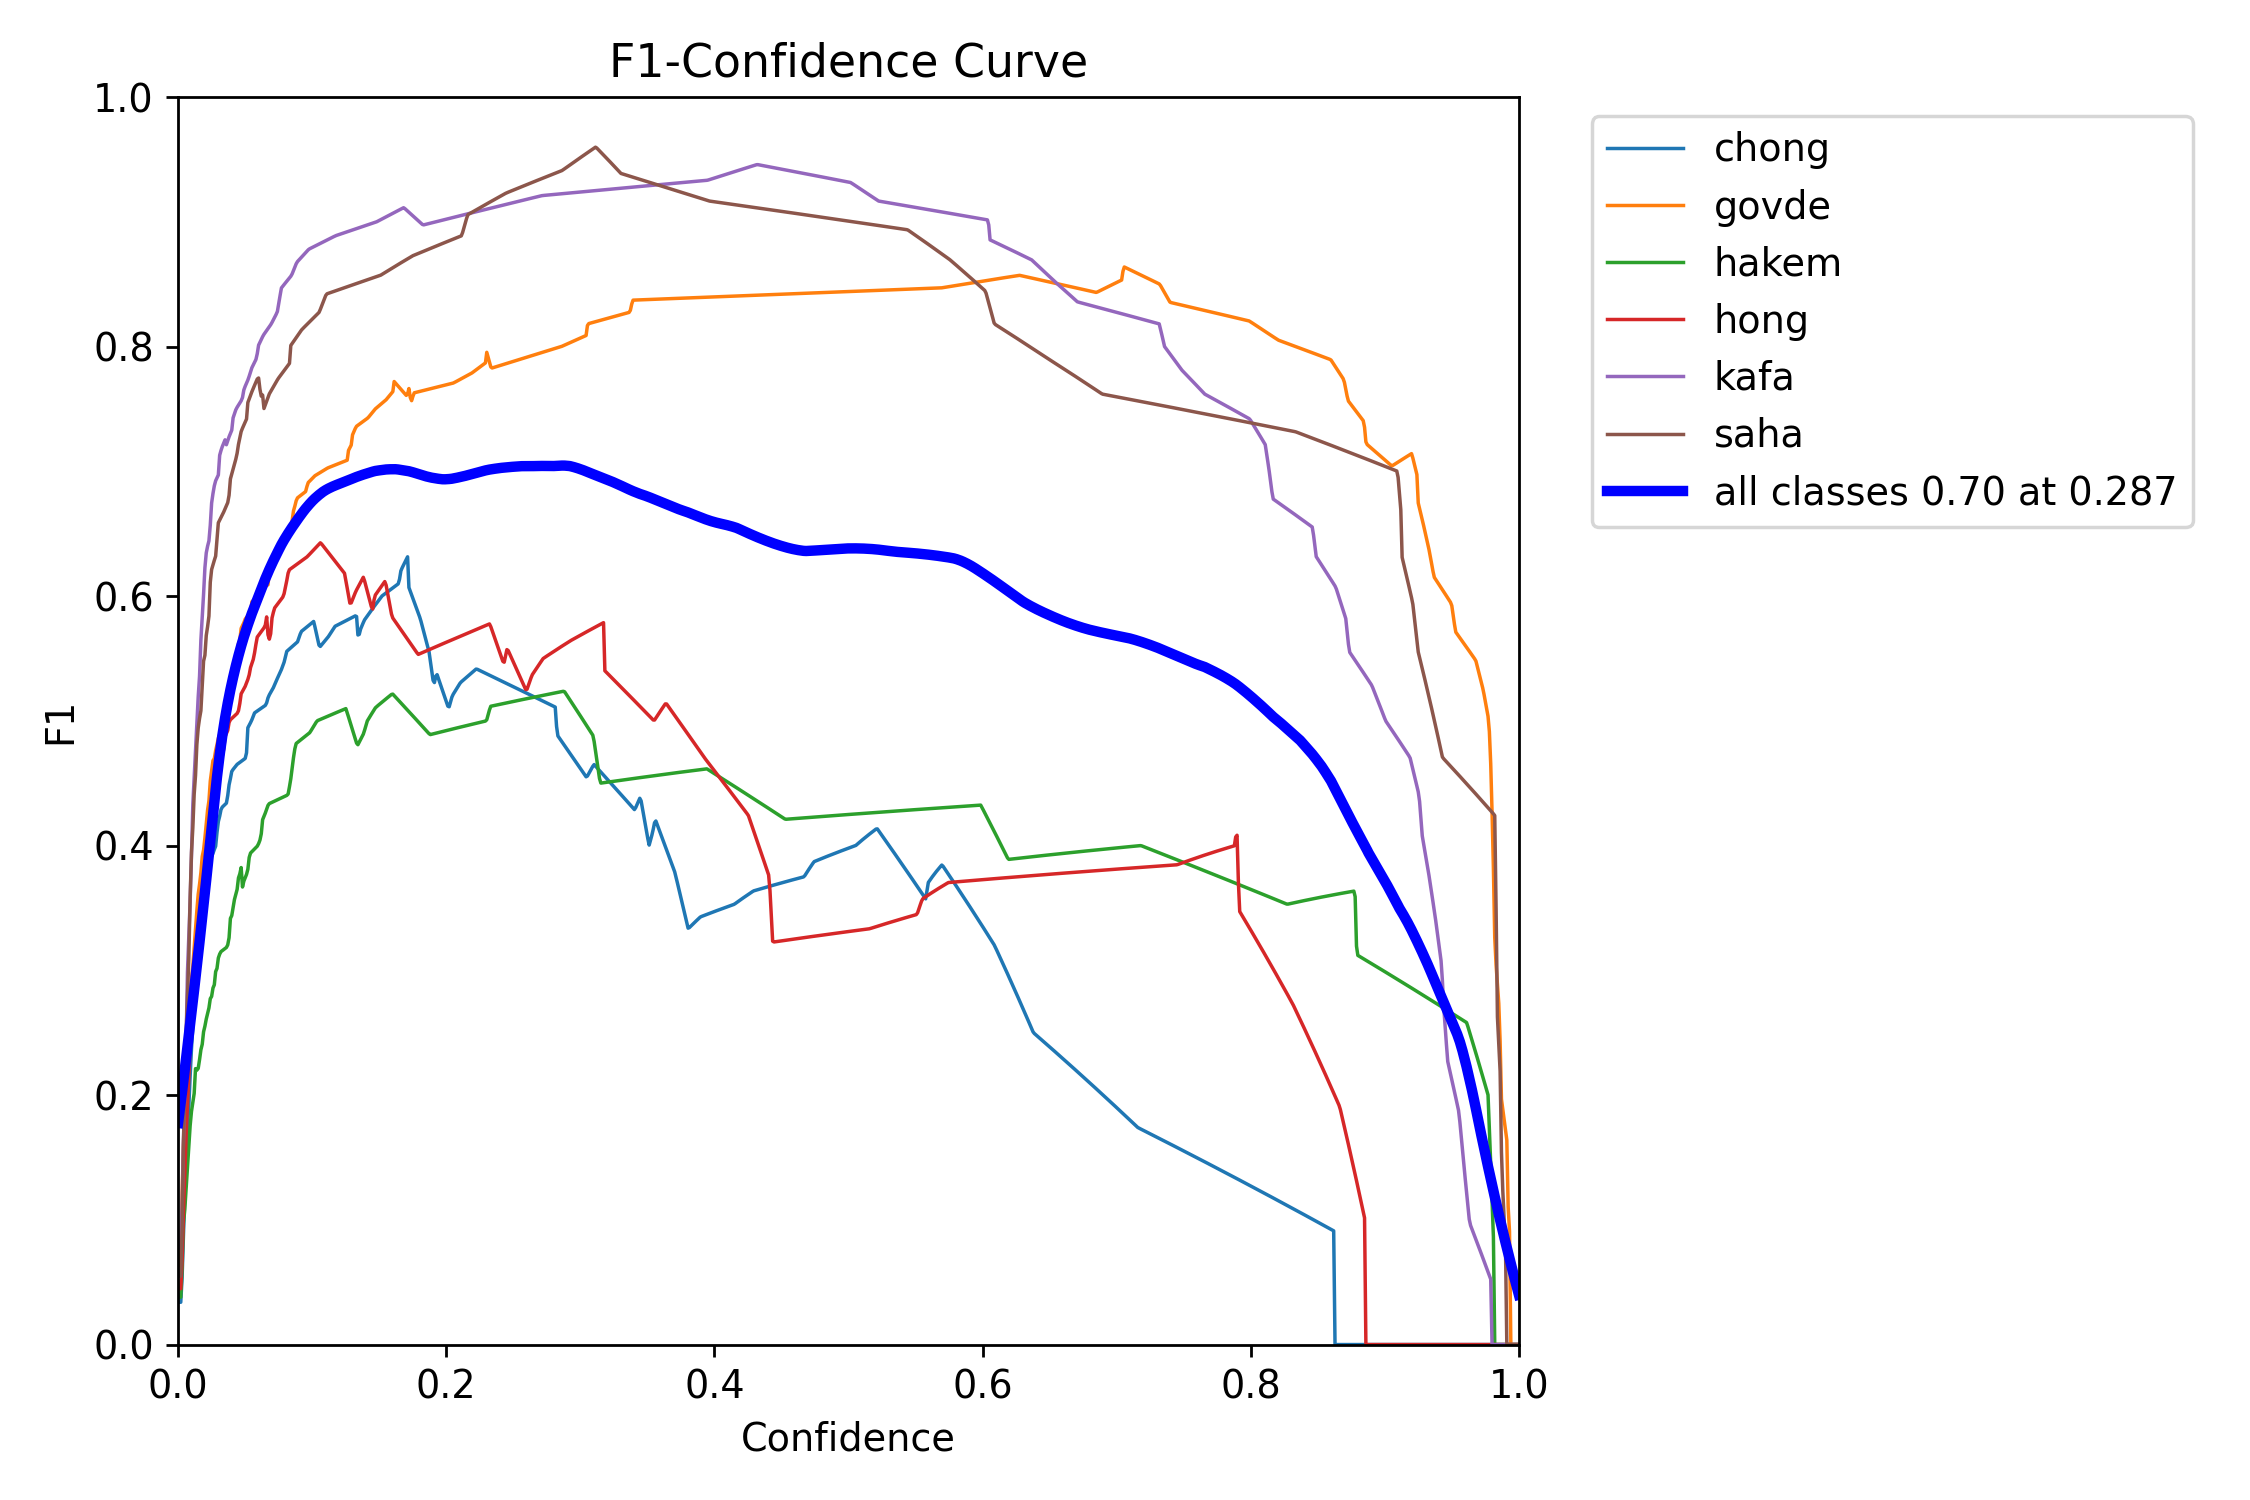 F1-Confidence Curve
1.0
0.8
0.6
0.4
0.2
0.0
F1
0.0 0.2 0.4 0.6 0.8 1.0
Confidence
chong
govde
hakem
hong
kafa
saha
all classes 0.70 at 0.287